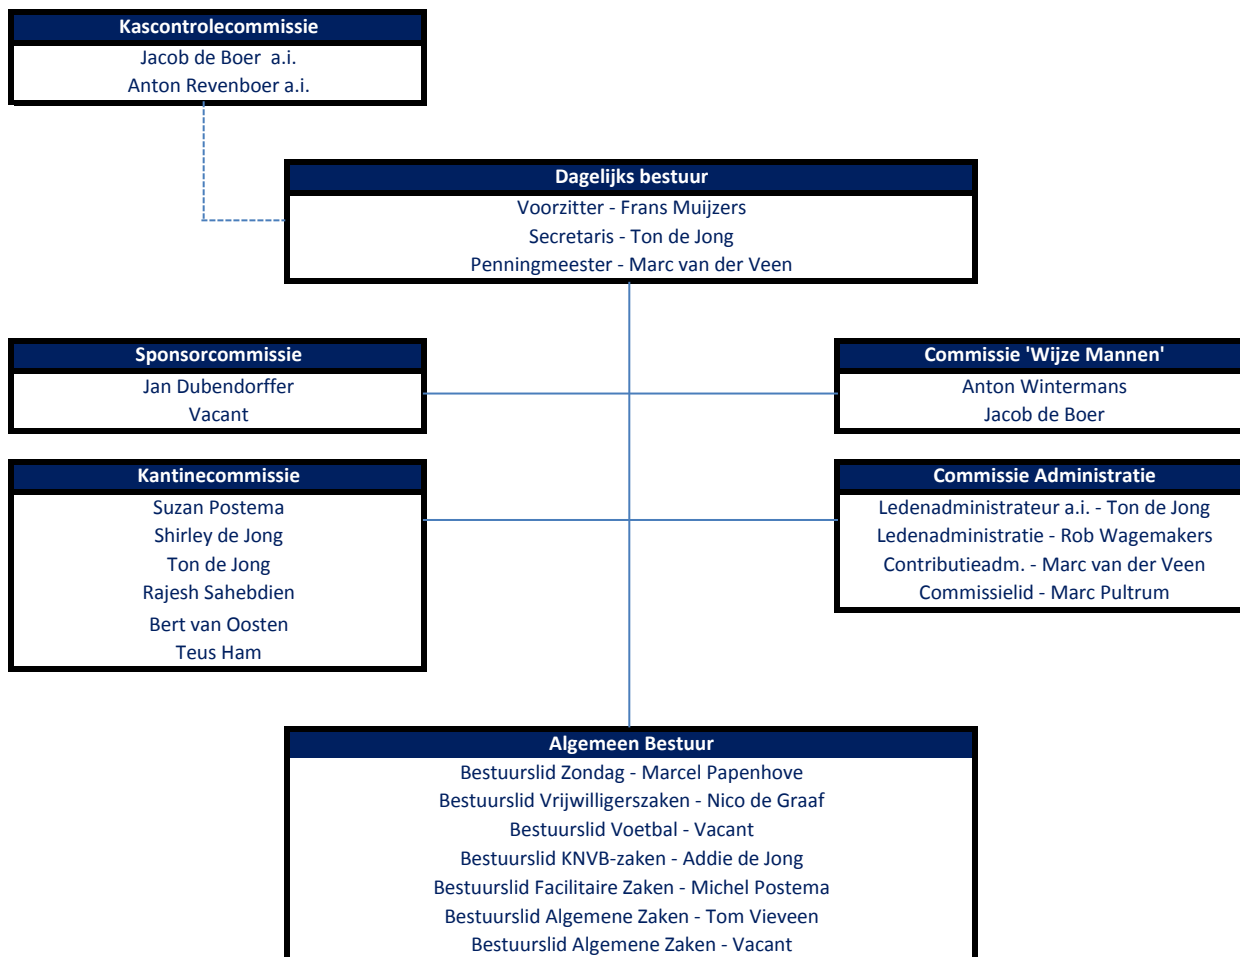 Kascontrolecommissie
Jacob de Boer  a.i.
Anton Revenboer a.i.
Dagelijks bestuur
Voorzitter - Frans Muijzers
Secretaris - Ton de Jong
Penningmeester - Marc van der Veen
Sponsorcommissie
Jan Dubendorffer
Vacant
Commissie 'Wijze Mannen'
Anton Wintermans
Jacob de Boer
Kantinecommissie
Suzan Postema
Shirley de Jong
Ton de Jong
Rajesh Sahebdien
Bert van Oosten
Teus Ham
Commissie Administratie
Ledenadministrateur a.i. - Ton de Jong
Ledenadministratie - Rob Wagemakers
Contributieadm. - Marc van der Veen
Commissielid - Marc Pultrum
Algemeen Bestuur
Bestuurslid Zondag - Marcel Papenhove
Bestuurslid Vrijwilligerszaken - Nico de Graaf
Bestuurslid Voetbal - Vacant
Bestuurslid KNVB-zaken - Addie de Jong
Bestuurslid Facilitaire Zaken - Michel Postema
Bestuurslid Algemene Zaken - Tom Vieveen
Bestuurslid Algemene Zaken - Vacant